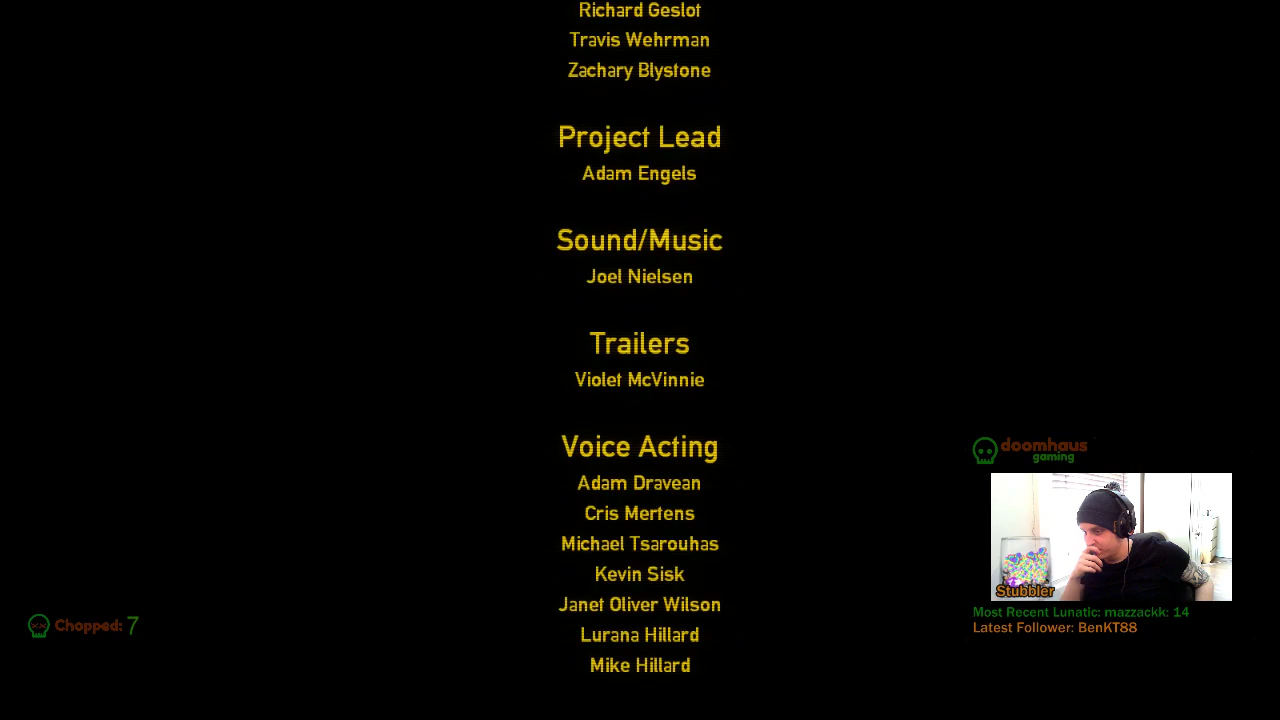 Richard Geslot
Travis Wehrman
Zachary Blystone
Project Lead
Adam Engels
Sound/Music
Joel Nielsen
Trailers
Violet McVinnie
Voice Acting
Adam Dravean
Cris Mertens
Michael Tsarouhas
Kevin Sisk
Janet Oliver Wilson
Lurana Hillard
Mike Hillard
Chopped: 7
doomhaus
gaming
Stubbler
Most Recent Lunatic: mazzackk: 14
Latest Follower: BenKT88